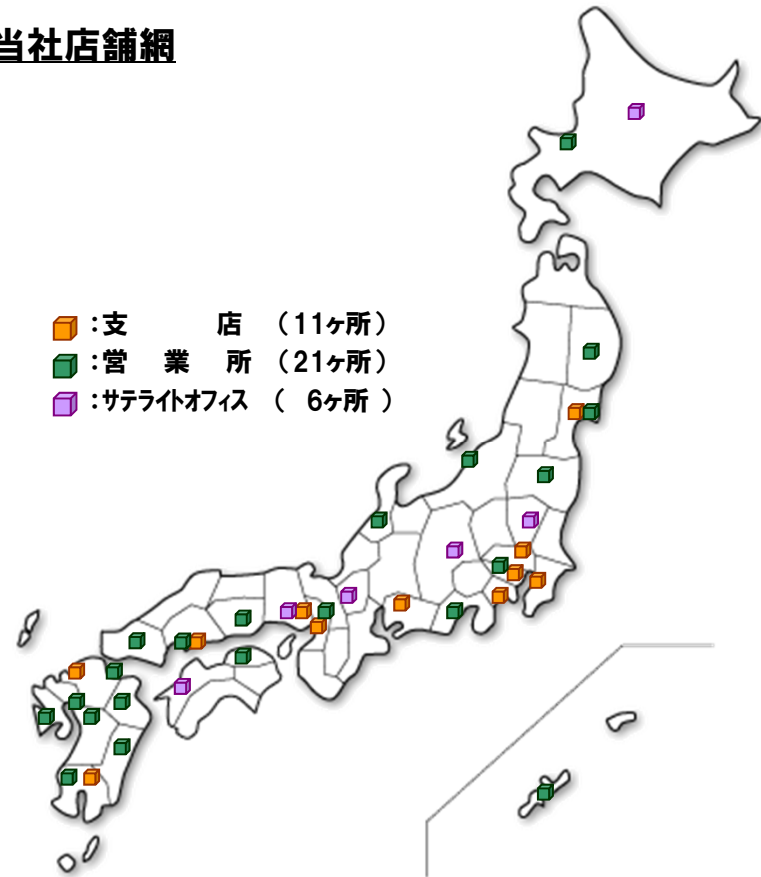 当社店舗網
：支　店　（11ヶ所）
：営　業　所　（21ヶ所）
：サテライトオフィス　（　6ヶ所　）